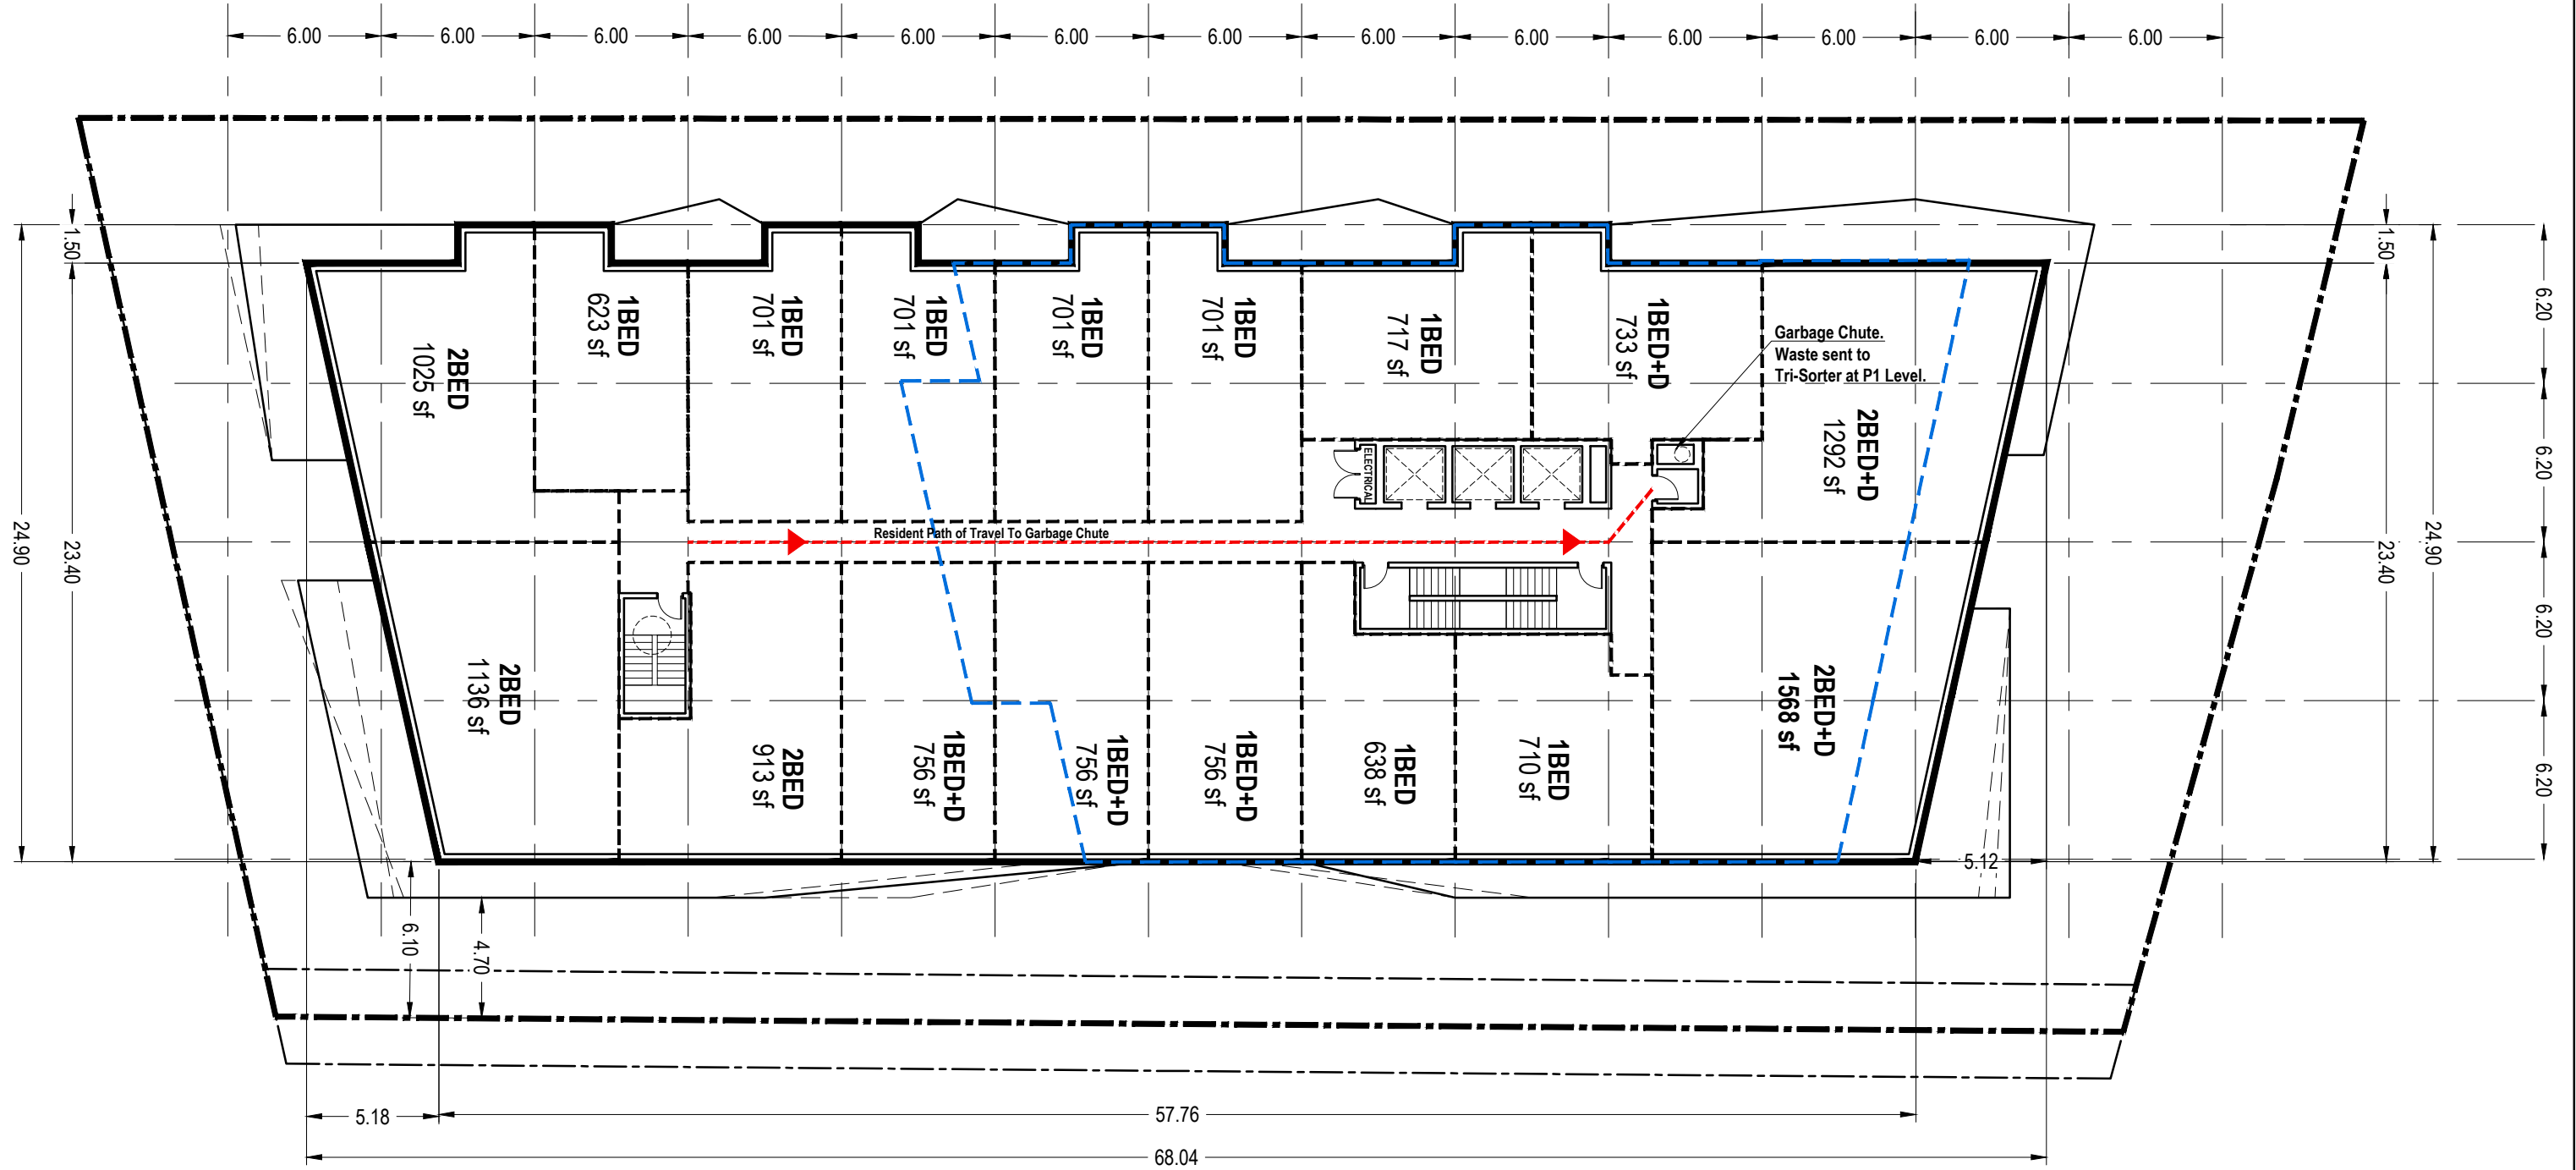 6.00 6.00 6.00 6.00 6.00 6.00 6.00 6.00 6.00 6.00 6.00 6.00 6.00
1.50
24.90
23.40
1.50
24.90
23.40
6.20
6.20
6.20
6.20
2BED
1025 sf
1BED
623 sf
1BED
701 sf
1BED
701 sf
1BED
701 sf
1BED
701 sf
1BED
717 sf
1BED+D
733 sf
Garbage Chute.
Waste sent to
Tri-Sorter at P1 Level.
2BED+D
1292 sf
ELECTRICAL
Resident Path of Travel To Garbage Chute
2BED
1136 sf
2BED
913 sf
1BED+D
756 sf
1BED+D
756 sf
1BED+D
756 sf
1BED
638 sf
1BED
710 sf
2BED+D
1568 sf
5.12
6.10
4.70
5.18
57.76
68.04